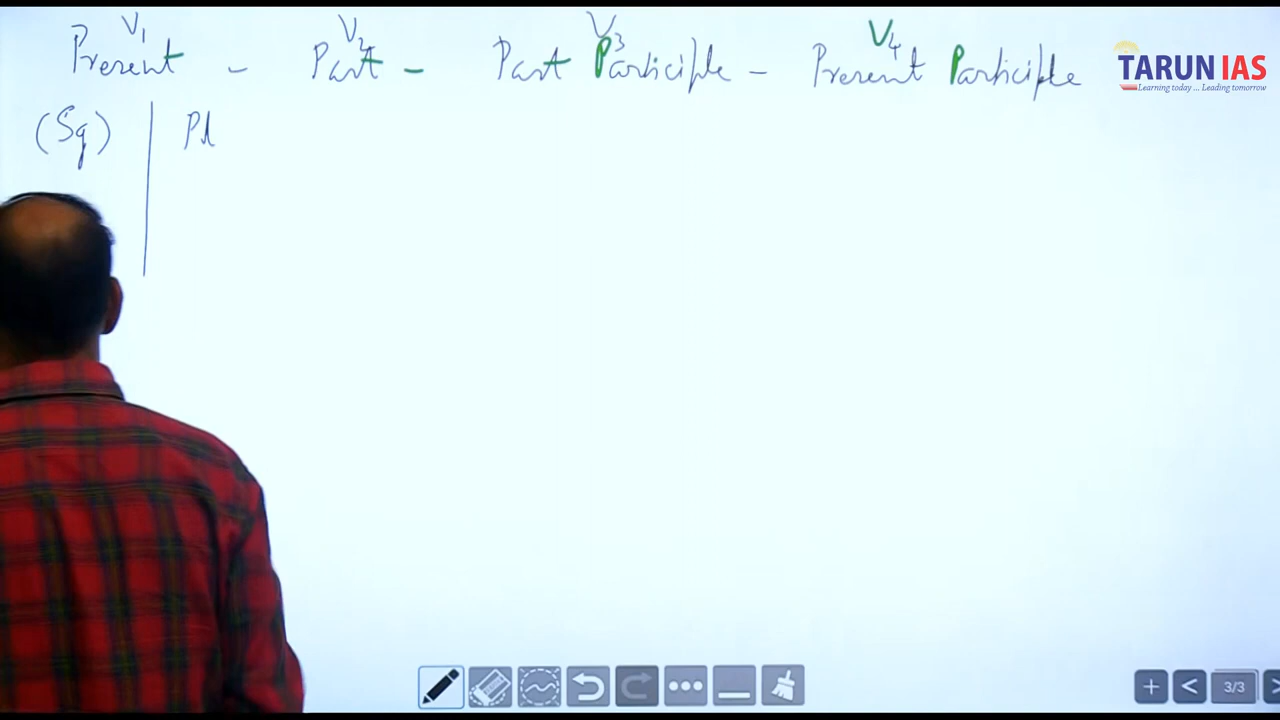 V1 V2 V3 V4
Present - Past - Past Participle - Present Participle
TARUN IAS
Learning today ... Leading tomorrow
(Sg) Pl
3/3